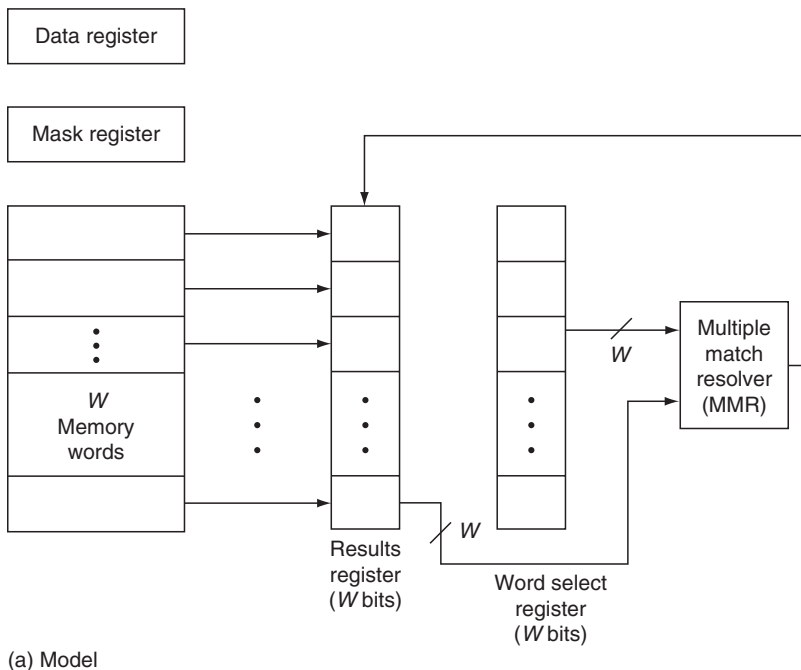 Data register
Mask register
W
Memory
words
Results
register
(W bits)
W
Word select
register
(W bits)
W
Multiple
match
resolver
(MMR)
(a) Model